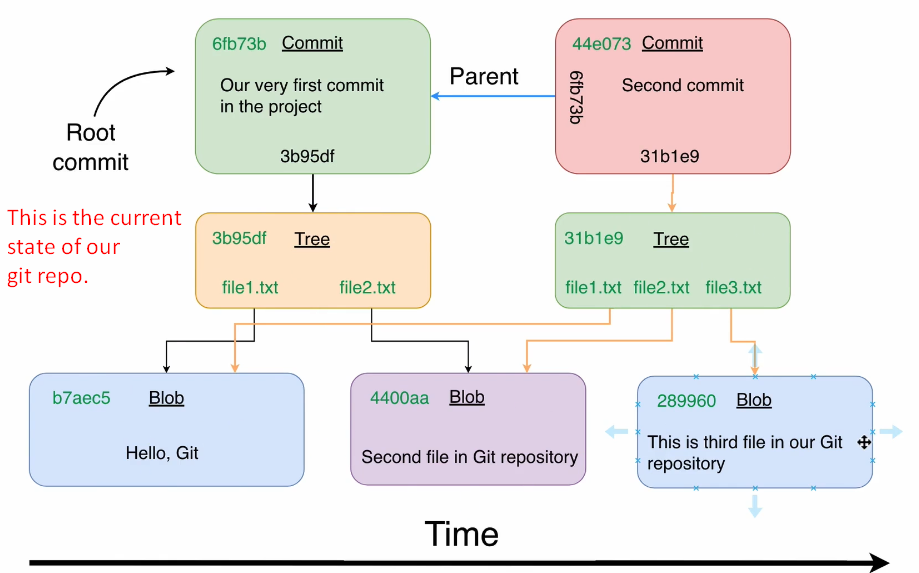 6fb73b Commit
Our very first commit
in the project
3b95df
Parent
44e073 Commit
6fb73b
Second commit
31b1e9
Root
commit
This is the current
state of our
git repo.
3b95df Tree
file1.txt file2.txt
31b1e9 Tree
file1.txt file2.txt file3.txt
b7aec5 Blob
Hello, Git
4400aa Blob
Second file in Git repository
289960 Blob
This is third file in our Git
repository
Time